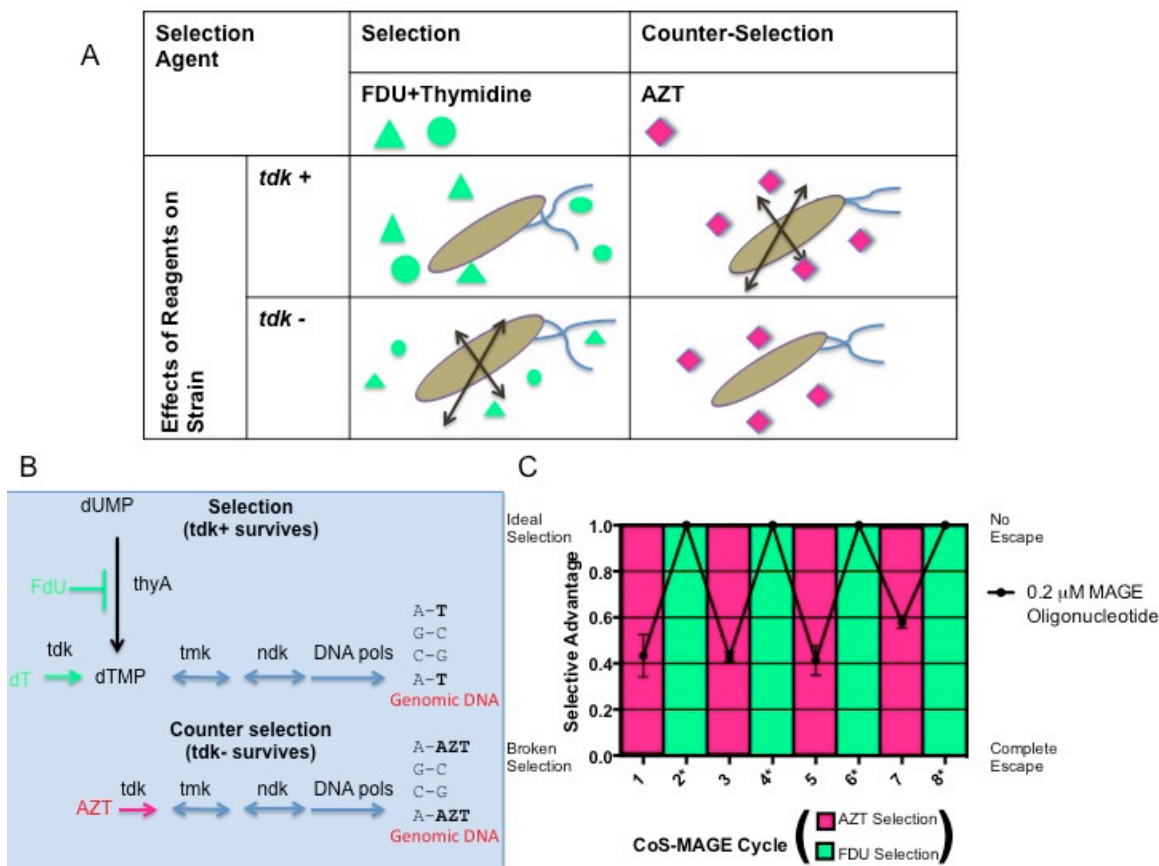 A
Selection Agent
Selection
Counter-Selection
FDU+Thymidine
AZT
Effects of Reagents on Strain
tdk +
tdk -
B
dUMP
Selection
(tdk+ survives)
FdU
thyA
tdk
dT
dTMP
tmk
ndk
DNA pols
A-T
G-C
C-G
A-T
Genomic DNA
Counter selection
(tdk- survives)
AZT
tdk
tmk
ndk
DNA pols
A-AZT
G-C
C-G
A-AZT
Genomic DNA
C
Ideal
Selection
Broken
Selection
Selective Advantage
1.0
0.8
0.6
0.4
0.2
0.0
1 2* 3 4* 5 6* 7 8*
No
Escape
Complete
Escape
0.2 μM MAGE
Oligonucleotide
CoS-MAGE Cycle
AZT Selection
FDU Selection